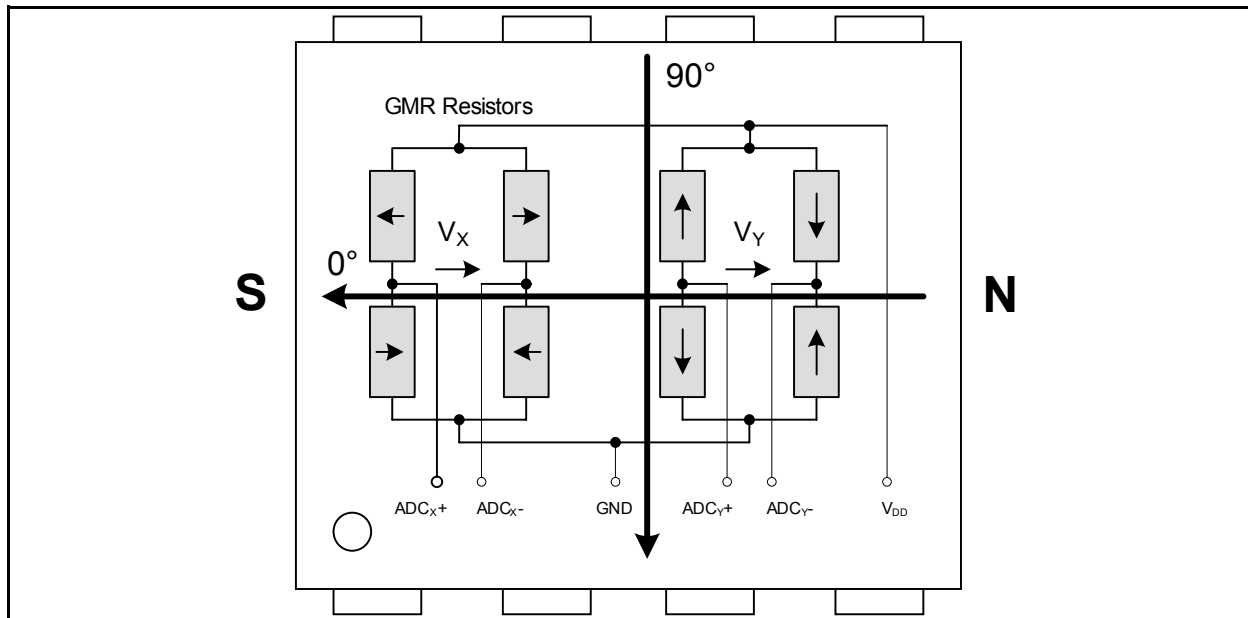 90°
GMR Resistors
V_X
V_Y
0°
S
N
ADC_X+ ADC_X- GND ADC_Y+ ADC_Y- V_DD